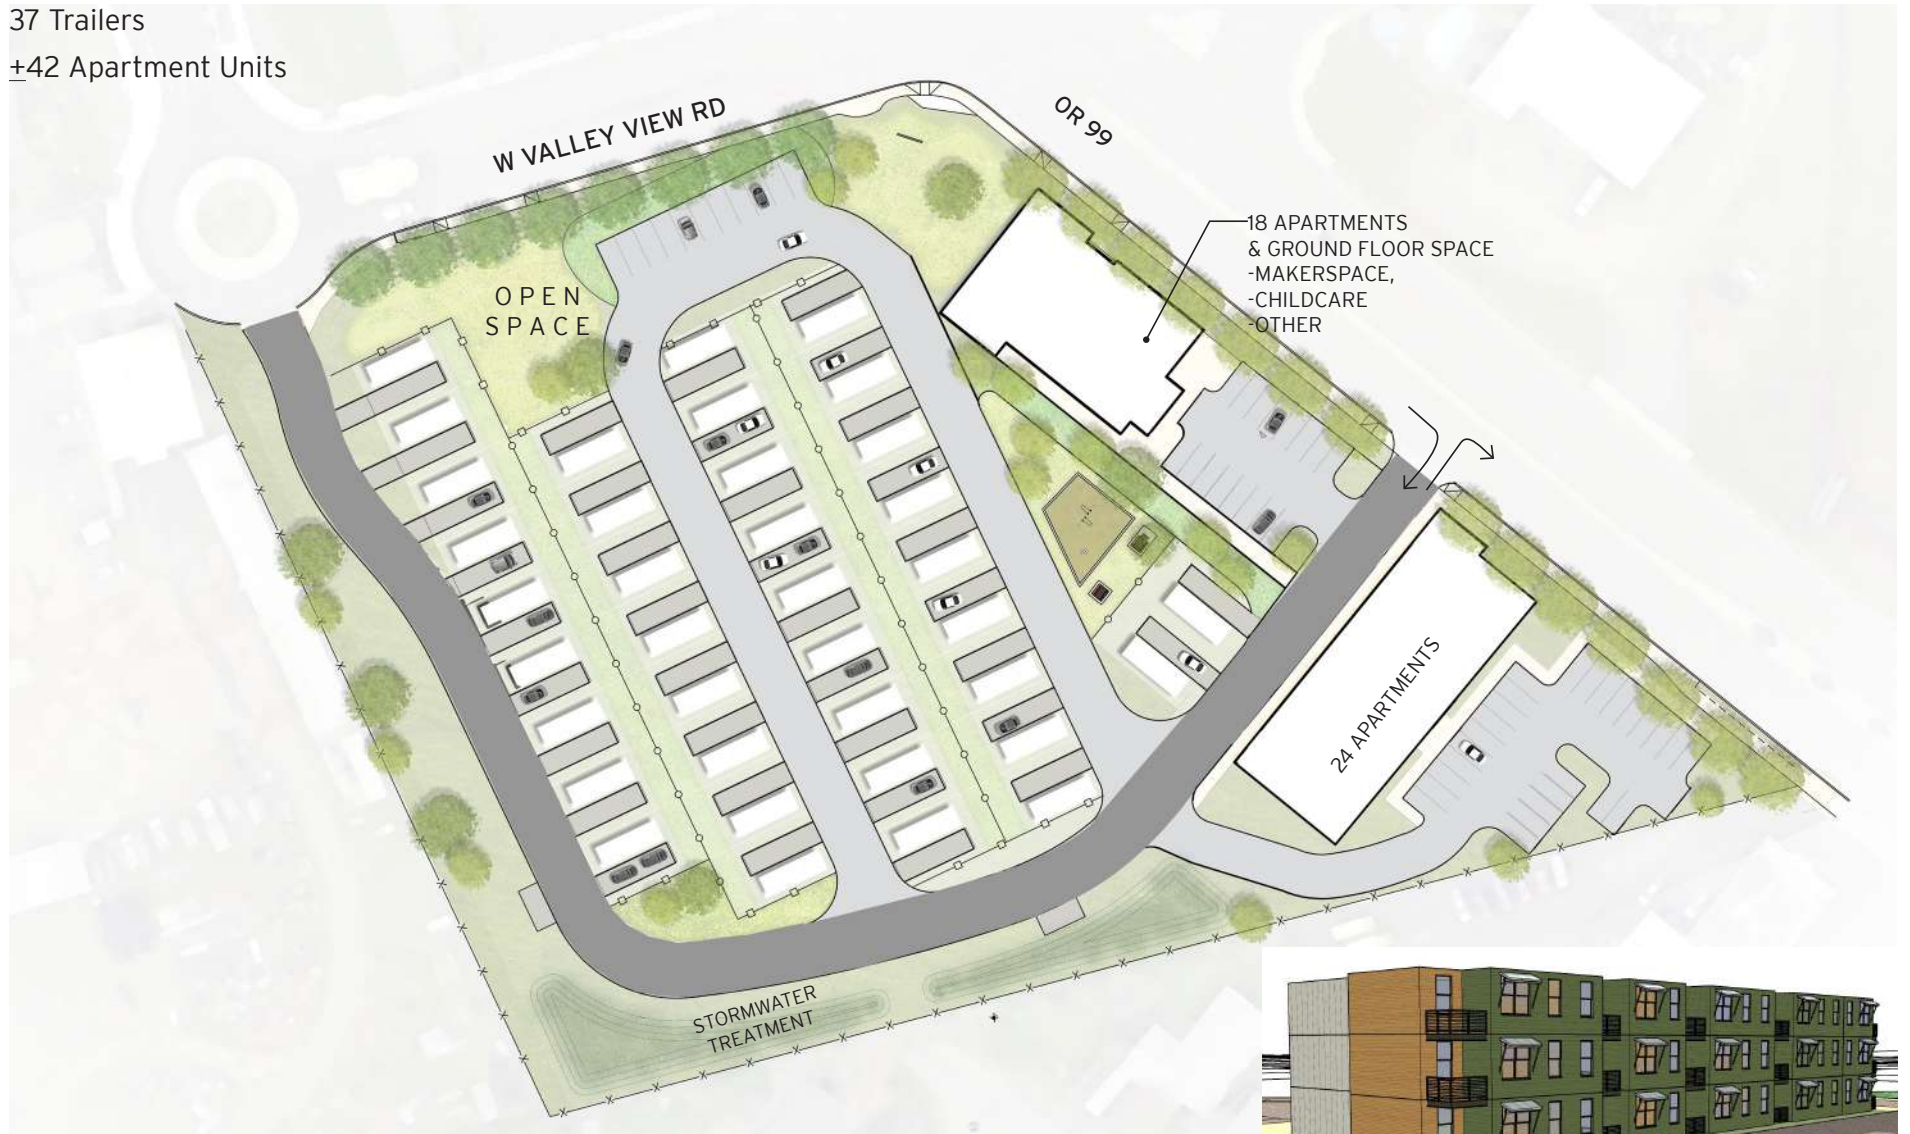 37 Trailers
+42 Apartment Units
W VALLEY VIEW RD
OR 99
18 APARTMENTS
& GROUND FLOOR SPACE
-MAKERSPACE,
-CHILDCARE
-OTHER
OPEN
SPACE
24 APARTMENTS
STORMWATER
TREATMENT